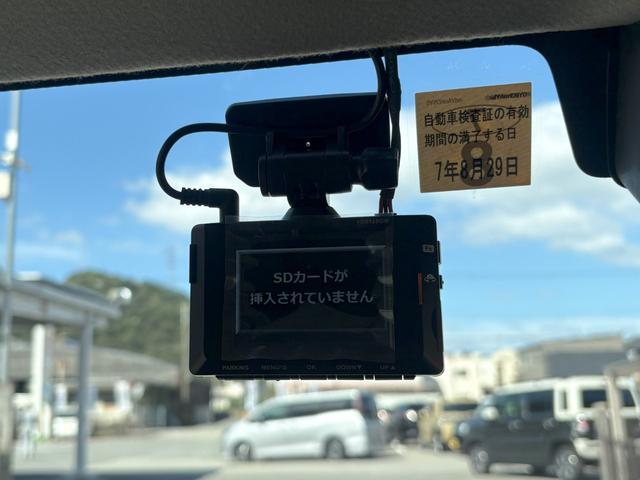 自動車検査証の有効
期間の満了する日
8
7年8月29日
SDカードが
挿入されていません
PARKING MENU OK DOWN▼ UP▲